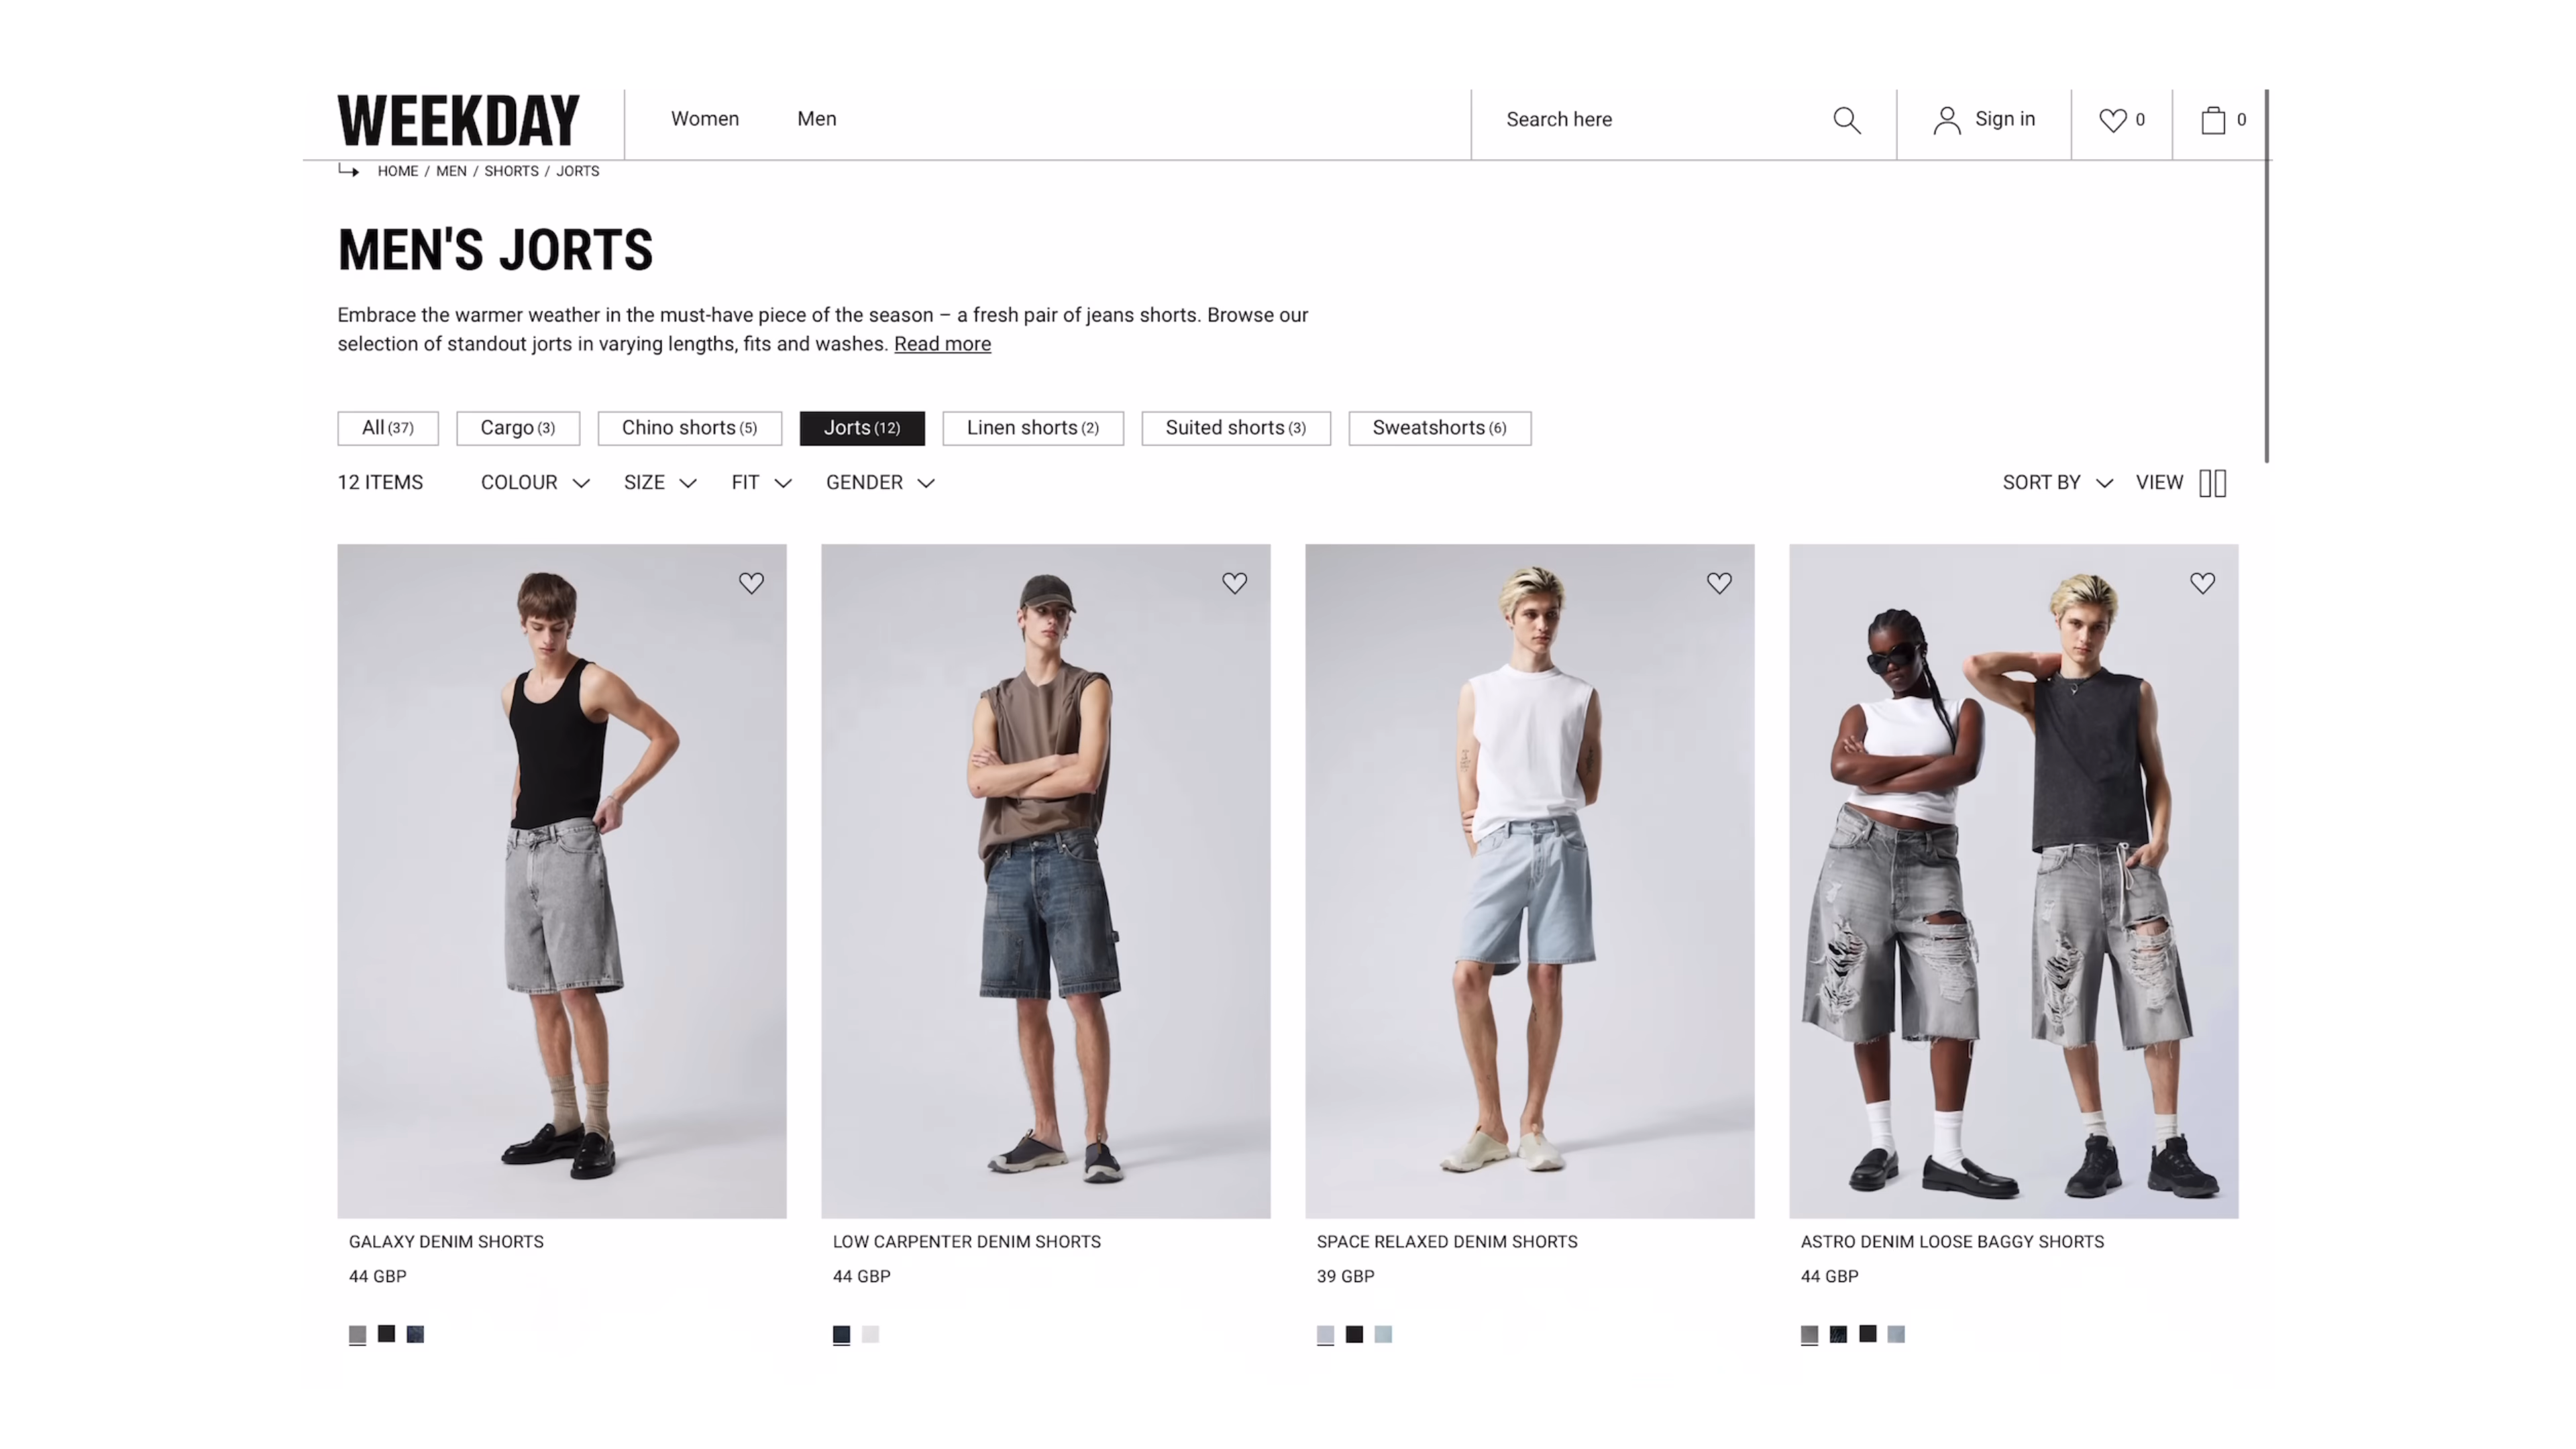 WEEKDAY
Women
Men
Search here
Sign in
0
0
HOME / MEN / SHORTS / JORTS
MEN'S JORTS
Embrace the warmer weather in the must-have piece of the season – a fresh pair of jeans shorts. Browse our
selection of standout jorts in varying lengths, fits and washes. Read more
All (37)
Cargo (3)
Chino shorts (5)
Jorts (12)
Linen shorts (2)
Suited shorts (3)
Sweatshorts (6)
12 ITEMS
COLOUR
SIZE
FIT
GENDER
SORT BY
VIEW
GALAXY DENIM SHORTS
44 GBP
LOW CARPENTER DENIM SHORTS
44 GBP
SPACE RELAXED DENIM SHORTS
39 GBP
ASTRO DENIM LOOSE BAGGY SHORTS
44 GBP